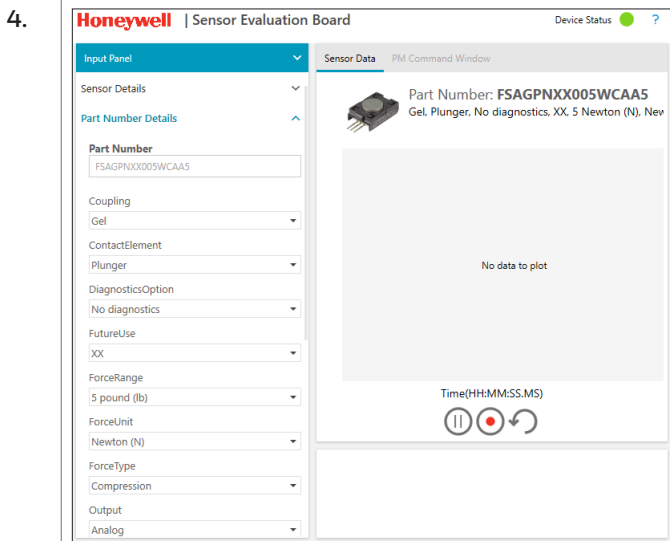 4.
Honeywell | Sensor Evaluation Board
Device Status ?
Input Panel
Sensor Details
Part Number Details
Part Number
FSAGPNXX005WCAA5
Coupling
Gel
ContactElement
Plunger
DiagnosticsOption
No diagnostics
FutureUse
XX
ForceRange
5 pound (lb)
ForceUnit
Newton (N)
ForceType
Compression
Output
Analog
Sensor Data PM Command Window
Part Number: FSAGPNXX005WCAA5
Gel, Plunger, No diagnostics, XX, 5 Newton (N), New
No data to plot
Time(HH:MM:SS.MS)